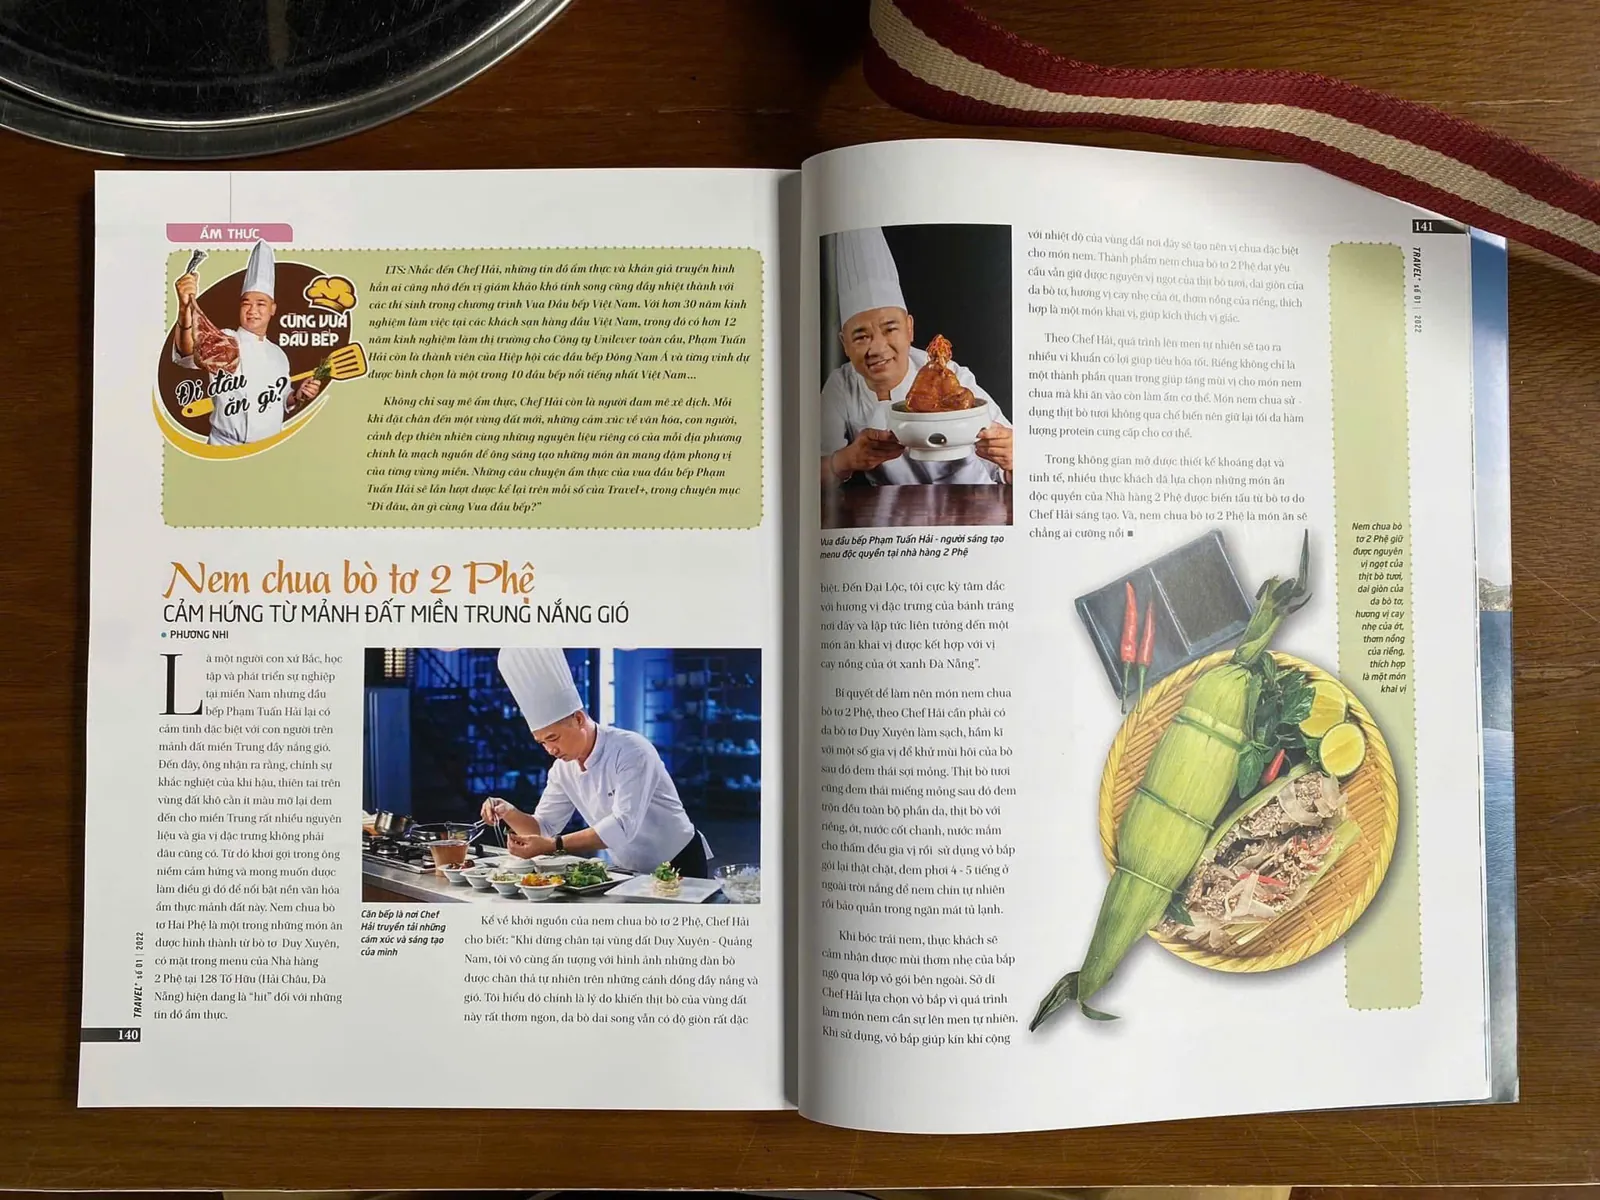 ẨM THỰC
CÙNG VUA
ĐẦU BẾP
Đi đâu
ăn gì?
LTS: Nhắc đến Chef Hải, những tín đồ ẩm thực và khán giả truyền hình
hẳn ai cũng nhớ đến vị giám khảo khó tính song cũng đầy nhiệt thành với
các thí sinh trong chương trình Vua Đầu bếp Việt Nam. Với hơn 30 năm kinh
nghiệm làm việc tại các khách sạn hàng đầu Việt Nam, trong đó có hơn 12
năm kinh nghiệm làm thị trường cho Công ty Unilever toàn cầu, Phạm Tuấn
Hải còn là thành viên của Hiệp hội các đầu bếp Đông Nam Á và từng vinh dự
được bình chọn là một trong 10 đầu bếp nổi tiếng nhất Việt Nam...
Không chỉ say mê ẩm thực, Chef Hải còn là người đam mê xê dịch. Mỗi
khi đặt chân đến một vùng đất mới, những cảm xúc về văn hóa, con người,
cảnh đẹp thiên nhiên cùng những nguyên liệu riêng có của mỗi địa phương
chính là mạch nguồn để ông sáng tạo những món ăn mang đậm phong vị
của từng vùng miền. Những câu chuyện ẩm thực của vua đầu bếp Phạm
Tuấn Hải sẽ lần lượt được kể lại trên mỗi số của Travel+, trong chuyên mục
“Đi đâu, ăn gì cùng Vua đầu bếp?”
Nem chua bò tơ 2 Phệ
CẢM HỨNG TỪ MẢNH ĐẤT MIỀN TRUNG NẮNG GIÓ
• PHƯƠNG NHI
Là một người con xứ Bắc, học
tập và phát triển sự nghiệp
tại miền Nam nhưng đầu
bếp Phạm Tuấn Hải lại có
cảm tình đặc biệt với con người trên
mảnh đất miền Trung đầy nắng gió.
Đến đây, ông nhận ra rằng, chính sự
khắc nghiệt của khí hậu, thiên tai trên
vùng đất khô cằn ít màu mỡ lại đem
đến cho miền Trung rất nhiều nguyên
liệu và gia vị đặc trưng không phải
đâu cũng có. Từ đó khơi gợi trong ông
niềm cảm hứng và mong muốn được
làm điều gì đó để nổi bật nền văn hóa
ẩm thực mảnh đất này. Nem chua bò
tơ Hai Phệ là một trong những món ăn
được hình thành từ bò tơ Duy Xuyên,
có mặt trong menu của Nhà hàng
2 Phệ tại 128 Tố Hữu (Hải Châu, Đà
Nẵng) hiện đang là “hit” đối với những
tín đồ ẩm thực.
Căn bếp là nơi Chef
Hải truyền tải những
cảm xúc và sáng tạo
của mình
Kể về khởi nguồn của nem chua bò tơ 2 Phệ, Chef Hải
cho biết: “Khi dừng chân tại vùng đất Duy Xuyên - Quảng
Nam, tôi vô cùng ấn tượng với hình ảnh những đàn bò
được chăn thả tự nhiên trên những cánh đồng đầy nắng và
gió. Tôi hiểu đó chính là lý do khiến thịt bò của vùng đất
này rất thơm ngon, da bò dai song vẫn có độ giòn rất đặc
TRAVEL+ số 01 | 2022
140
Vua đầu bếp Phạm Tuấn Hải - người sáng tạo
menu độc quyền tại nhà hàng 2 Phệ
biệt. Đến Đại Lộc, tôi cực kỳ tâm đắc
với hương vị đặc trưng của bánh tráng
nơi đây và lập tức liên tưởng đến một
món ăn khai vị được kết hợp với vị
cay nồng của ớt xanh Đà Nẵng”.
Bí quyết để làm nên món nem chua
bò tơ 2 Phệ, theo Chef Hải cần phải có
da bò tơ Duy Xuyên làm sạch, hầm kĩ
với một số gia vị để khử mùi hôi của bò
sau đó đem thái sợi mỏng. Thịt bò tươi
cũng đem thái miếng mỏng sau đó đem
trộn đều toàn bộ phần da, thịt bò với
riềng, ớt, nước cốt chanh, nước mắm
cho thấm đều gia vị rồi sử dụng vỏ bắp
gói lại thật chặt, đem phơi 4 - 5 tiếng ở
ngoài trời nắng để nem chín tự nhiên
rồi bảo quản trong ngăn mát tủ lạnh.
Khi bóc trái nem, thực khách sẽ
cảm nhận được mùi thơm nhẹ của bắp
ngô qua lớp vỏ gói bên ngoài. Sở dĩ
Chef Hải lựa chọn vỏ bắp vì quá trình
làm món nem cần sự lên men tự nhiên.
Khi sử dụng, vỏ bắp giúp kín khí cộng
với nhiệt độ của vùng đất nơi đây sẽ tạo nên vị chua đặc biệt
cho món nem. Thành phẩm nem chua bò tơ 2 Phệ đạt yêu
cầu vẫn giữ được nguyên vị ngọt của thịt bò tươi, dai giòn của
da bò tơ, hương vị cay nhẹ của ớt, thơm nồng của riềng, thích
hợp là một món khai vị, giúp kích thích vị giác.
Theo Chef Hải, quá trình lên men tự nhiên sẽ tạo ra
nhiều vi khuẩn có lợi giúp tiêu hóa tốt. Riềng không chỉ là
một thành phần quan trong giúp tăng mùi vị cho món nem
chua mà khi ăn vào còn làm ấm cơ thể. Món nem chua sử
dụng thịt bò tươi không qua chế biến nên giữ lại tối đa hàm
lượng protein cung cấp cho cơ thể.
Trong không gian mở được thiết kế khoáng đạt và
tinh tế, nhiều thực khách đã lựa chọn những món ăn
độc quyền của Nhà hàng 2 Phệ được biến tấu từ bò tơ do
Chef Hải sáng tạo. Và, nem chua bò tơ 2 Phệ là món ăn sẽ
chẳng ai cưỡng nổi ■
Nem chua bò
tơ 2 Phệ giữ
được nguyên
vị ngọt của
thịt bò tươi,
dai giòn của
da bò tơ,
hương vị cay
nhẹ của ớt,
thơm nồng
của riềng,
thích hợp
là một món
khai vị
141
TRAVEL+ số 01 | 2022